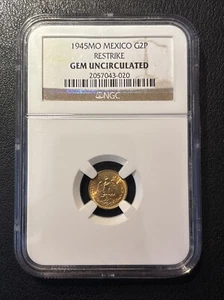 1945MO MEXICO G2P
RESTRIKE
GEM UNCIRCULATED
2057043-020
NGC